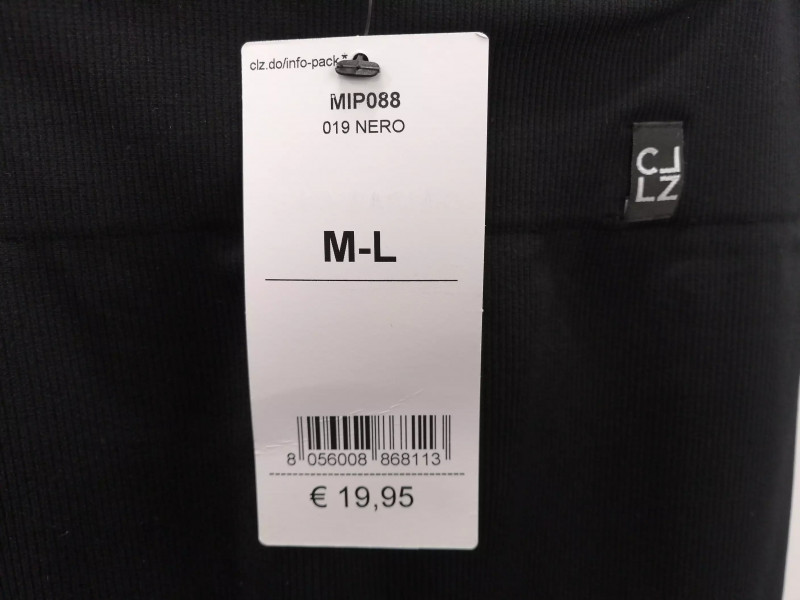 clz.do/info-pack*
MIP088
019 NERO
M-L
8 056008 868113
€ 19,95
CL
LZ